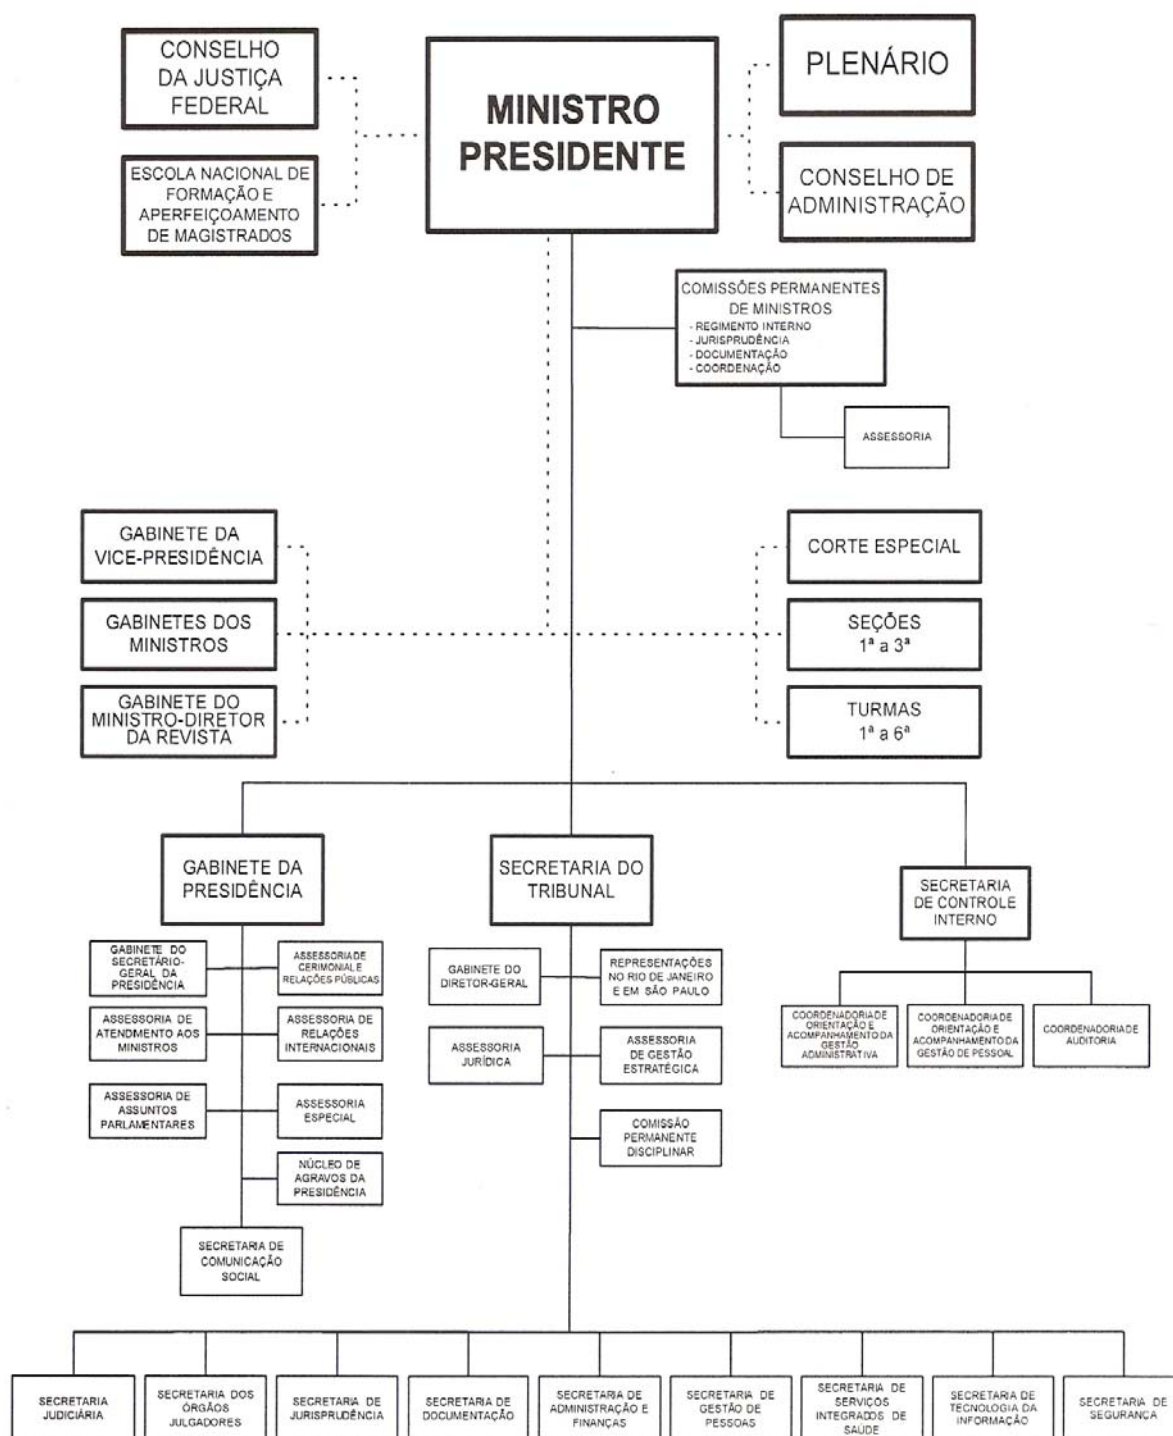 CONSELHO
DA JUSTIÇA
FEDERAL
MINISTRO
PRESIDENTE
PLENÁRIO
ESCOLA NACIONAL DE
FORMAÇÃO E
APERFEIÇOAMENTO
DE MAGISTRADOS
CONSELHO DE
ADMINISTRAÇÃO
COMISSÕES PERMANENTES
DE MINISTROS
- REGIMENTO INTERNO
- JURISPRUDÊNCIA
- DOCUMENTAÇÃO
- COORDENAÇÃO
ASSESSORIA
GABINETE DA
VICE-PRESIDÊNCIA
CORTE ESPECIAL
GABINETES DOS
MINISTROS
SEÇÕES
1ª a 3ª
GABINETE DO
MINISTRO-DIRETOR
DA REVISTA
TURMAS
1ª a 6ª
GABINETE DA
PRESIDÊNCIA
SECRETARIA DO
TRIBUNAL
SECRETARIA
DE CONTROLE
INTERNO
GABINETE DO
SECRETÁRIO-
GERAL DA
PRESIDÊNCIA
ASSESSORIA DE
CERIMONIAL E
RELAÇÕES PÚBLICAS
GABINETE DO
DIRETOR-GERAL
REPRESENTAÇÕES
NO RIO DE JANEIRO
E EM SÃO PAULO
ASSESSORIA DE
ATENDMENTO AOS
MINISTROS
ASSESSORIA DE
RELAÇÕES
INTERNACIONAIS
ASSESSORIA
JURÍDICA
ASSESSORIA
DE GESTÃO
ESTRATÉGICA
COORDENADORIA DE
ORIENTAÇÃO E
ACOMPANHAMENTO DA
GESTÃO
ADMINISTRATIVA
COORDENADORIA DE
ORIENTAÇÃO E
ACOMPANHAMENTO DA
GESTÃO DE PESSOAL
COORDENADORIA DE
AUDITORIA
ASSESSORIA DE
ASSUNTOS
PARLAMENTARES
ASSESSORIA
ESPECIAL
COMISSÃO
PERMANENTE
DISCIPLINAR
NÚCLEO DE
AGRAVOS DA
PRESIDÊNCIA
SECRETARIA DE
COMUNICAÇÃO
SOCIAL
SECRETARIA
JUDICIÁRIA
SECRETARIA DOS
ÓRGÃOS
JULGADORES
SECRETARIA DE
JURISPRUDÊNCIA
SECRETARIA DE
DOCUMENTAÇÃO
SECRETARIA DE
ADMINISTRAÇÃO E
FINANÇAS
SECRETARIA DE
GESTÃO DE
PESSOAS
SECRETARIA DE
SERVIÇOS
INTEGRADOS DE
SAÚDE
SECRETARIA DE
TECNOLOGIA DA
INFORMAÇÃO
SECRETARIA DE
SEGURANÇA